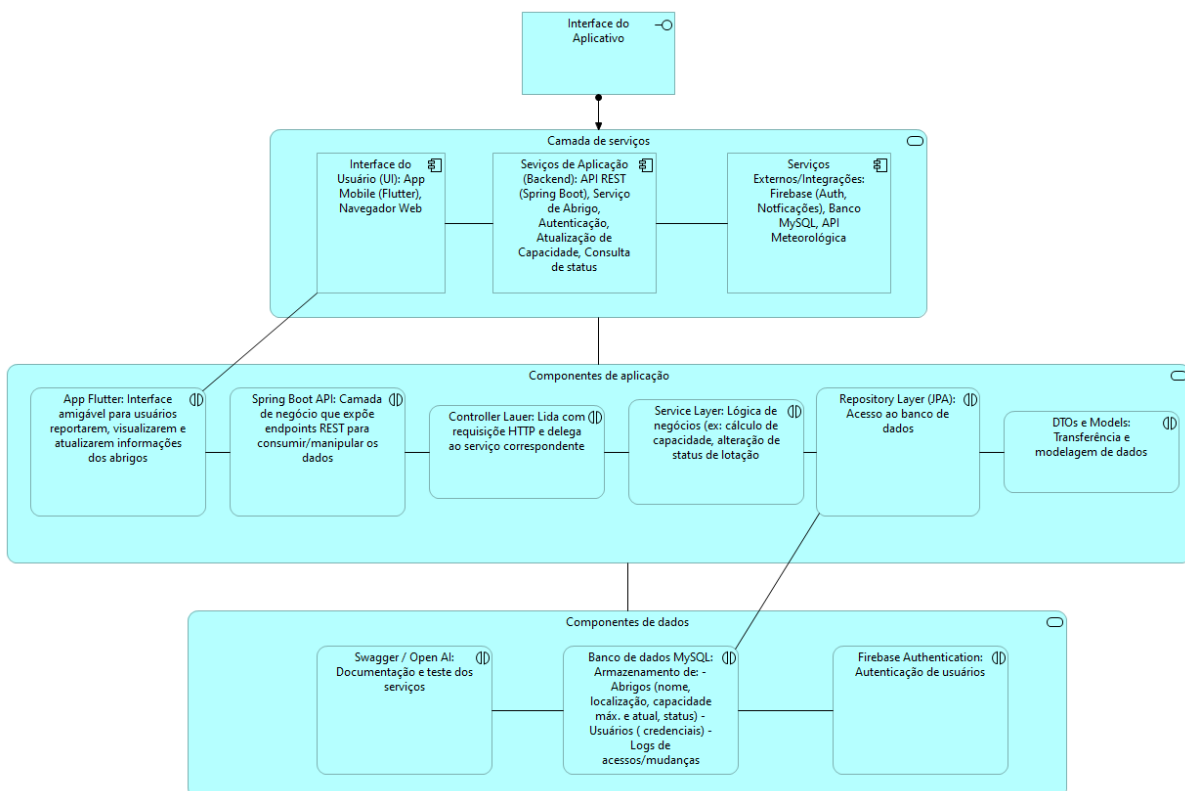 Interface do
Aplicativo
Camada de serviços
Interface do
Usuário (UI): App
Mobile (Flutter),
Navegador Web
Seviços de Aplicação
(Backend): API REST
(Spring Boot), Serviço
de Abrigo,
Autenticação,
Atualização de
Capacidade, Consulta
de status
Serviços
Externos/Integrações:
Firebase (Auth,
Notficações), Banco
MySQL, API
Meteorológica
Componentes de aplicação
App Flutter: Interface
amigável para usuários
reportarem, visualizarem e
atualizarem informações
dos abrigos
Spring Boot API: Camada
de negócio que expõe
endpoints REST para
consumir/manipular os
dados
Controller Lauer: Lida com
requisiçõe HTTP e delega
ao serviço correspondente
Service Layer: Lógica de
negócios (ex: cálculo de
capacidade, alteração de
status de lotação
Repository Layer (JPA):
Acesso ao banco de
dados
DTOs e Models:
Transferência e
modelagem de dados
Componentes de dados
Swagger / Open AI:
Documentação e teste dos
serviços
Banco de dados MySQL:
Armazenamento de: -
Abrigos (nome,
localização, capacidade
máx. e atual, status) -
Usuários ( credenciais) -
Logs de
acessos/mudanças
Firebase Authentication:
Autenticação de usuários